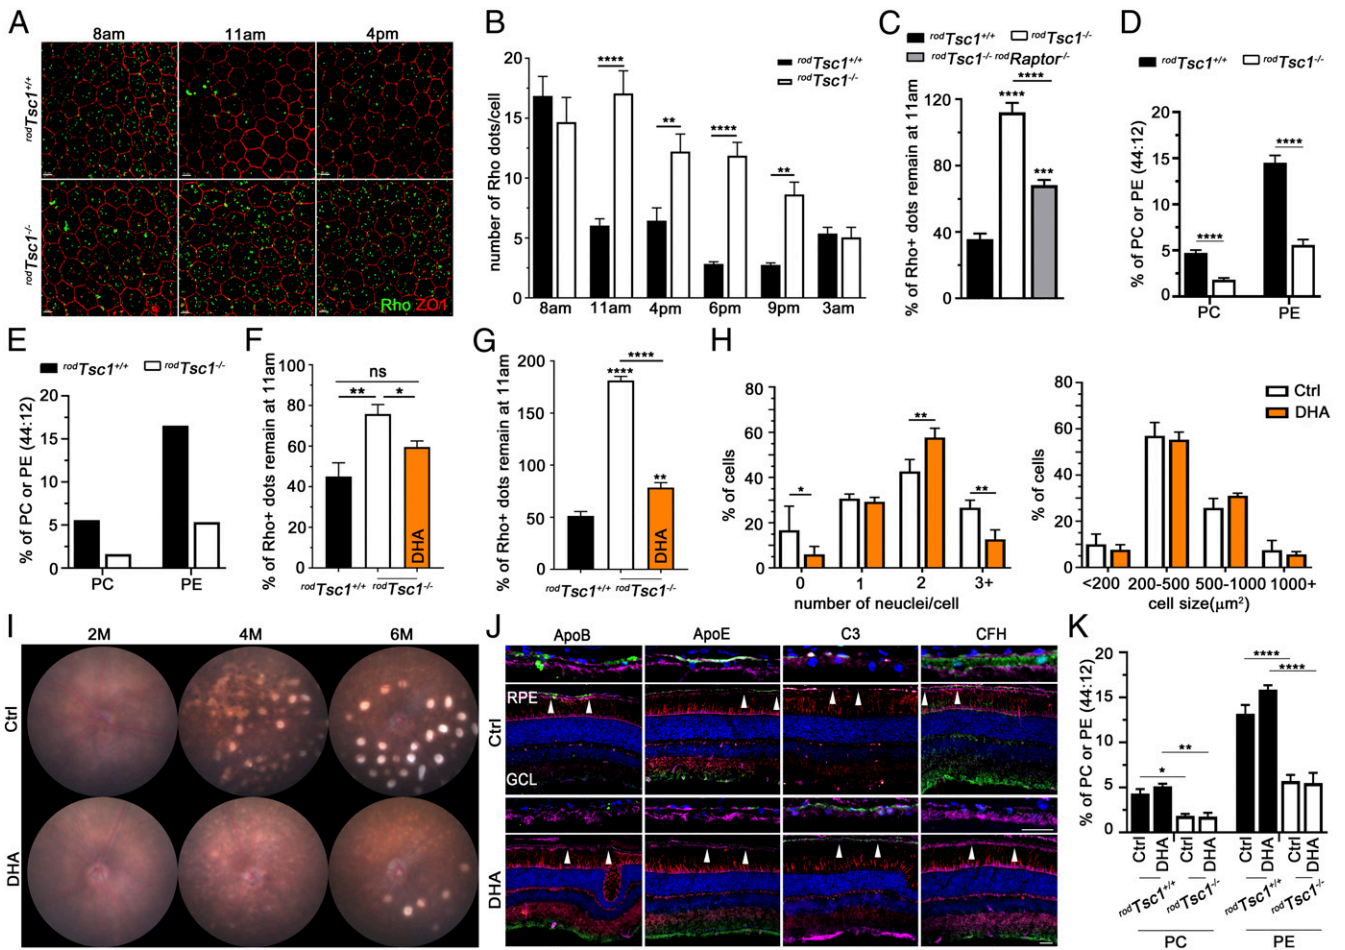 A
8am
11am
4pm
rodTsc1+/+
rodTsc1-/-
Rho ZO1
B
number of Rho dots/cell
20
15
10
5
0
rodTsc1+/+
rodTsc1-/-
****
**
****
**
8am
11am
4pm
6pm
9pm
3am
C
rodTsc1+/+
rodTsc1-/-
rodTsc1-/- rodRaptor-/-
% of Rho+ dots remain at 11am
120
80
40
0
****
****
***
D
rodTsc1+/+
rodTsc1-/-
% of PC or PE (44:12)
20
15
10
5
0
****
****
PC
PE
E
rodTsc1+/+
rodTsc1-/-
% of PC or PE (44:12)
20
15
10
5
0
PC
PE
F
% of Rho+ dots remain at 11am
100
80
60
40
20
0
ns
**
*
DHA
rodTsc1+/+
rodTsc1-/-
G
% of Rho+ dots remain at 11am
200
150
100
50
0
****
****
**
DHA
rodTsc1+/+
rodTsc1-/-
H
% of cells
80
60
40
20
0
*
**
**
0
1
2
3+
number of neuclei/cell
% of cells
80
60
40
20
0
Ctrl
DHA
<200
200-500
500-1000
1000+
cell size(μm2)
I
2M
4M
6M
Ctrl
DHA
J
ApoB
ApoE
C3
CFH
Ctrl
RPE
GCL
DHA
K
% of PC or PE (44:12)
20
15
10
5
0
*
**
****
****
Ctrl
DHA
Ctrl
DHA
Ctrl
DHA
Ctrl
DHA
rodTsc1+/+
rodTsc1-/-
rodTsc1+/+
rodTsc1-/-
PC
PE